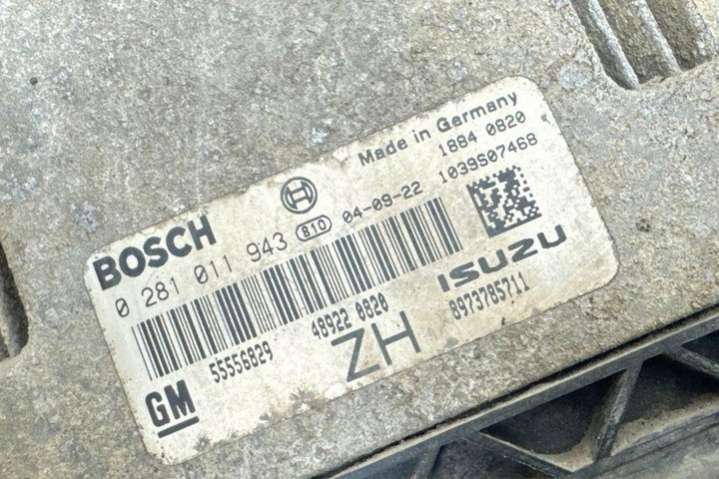 Made in Germany
1884 0820
1039S07468
BOSCH
0 281 011 943 810 04-09-22
ISUZU
8973785711
48922 0820
55556829
ZH
GM